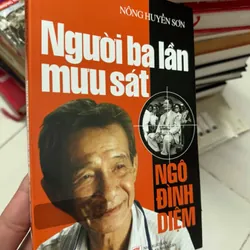 NÔNG HUYỀN SƠN
Người ba lần
mưu sát
NGÔ
ĐÌNH
DIỆM